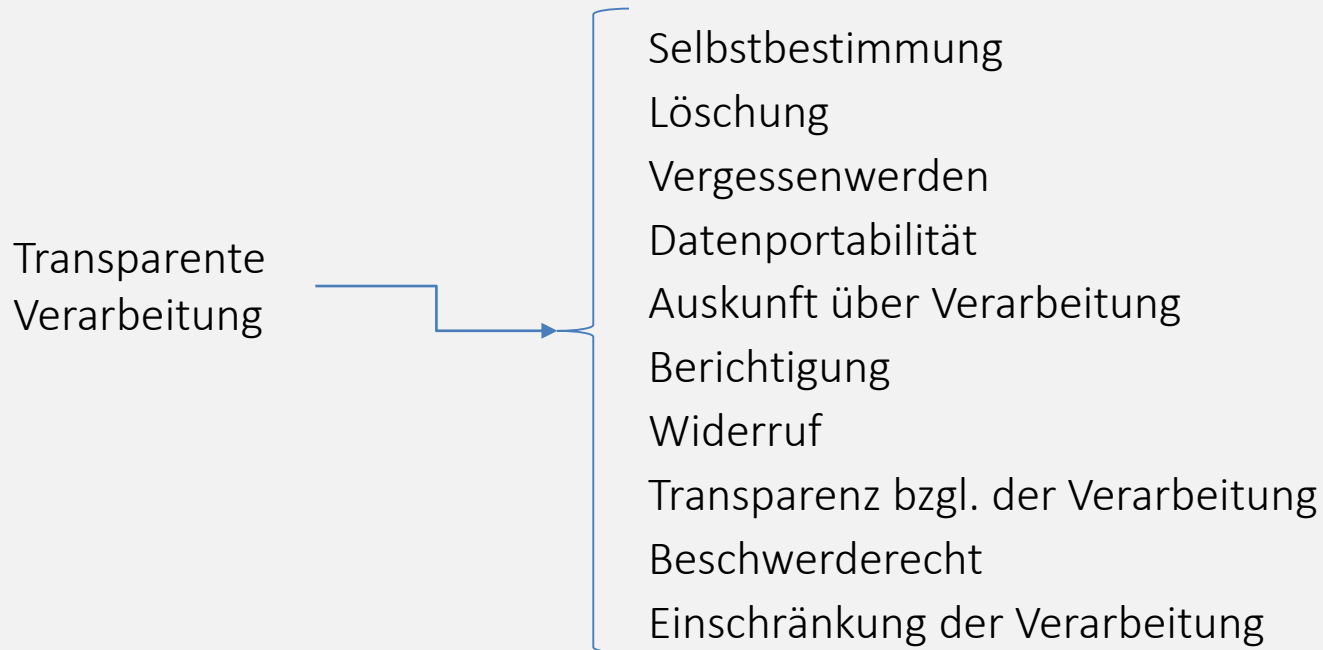 Transparente
Verarbeitung
Selbstbestimmung
Löschung
Vergessenwerden
Datenportabilität
Auskunft über Verarbeitung
Berichtigung
Widerruf
Transparenz bzgl. der Verarbeitung
Beschwerderecht
Einschränkung der Verarbeitung